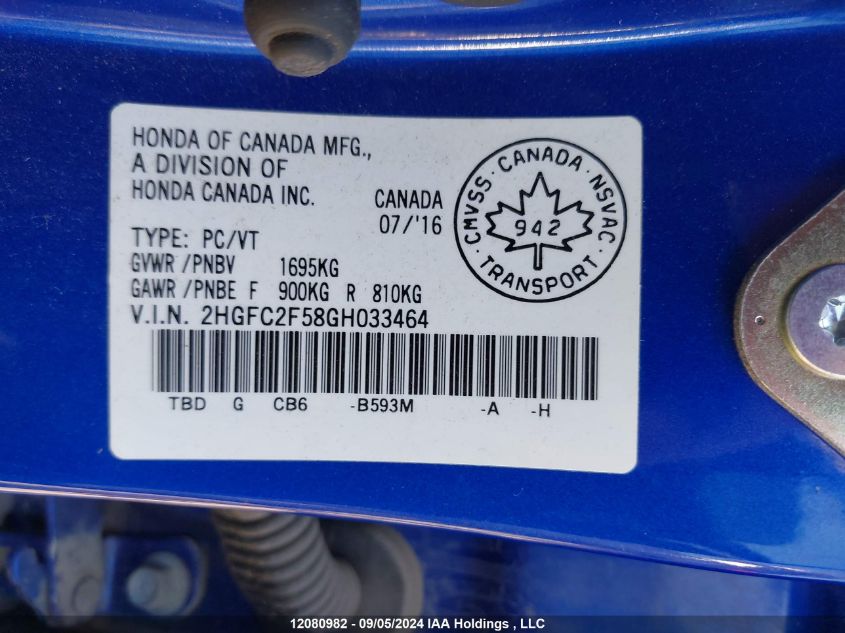 HONDA OF CANADA MFG.,
A DIVISION OF
HONDA CANADA INC. CANADA
07/'16
TYPE: PC/VT
GVWR /PNBV 1695KG
GAWR /PNBE F 900KG R 810KG
V.I.N. 2HGFC2F58GH033464
TBD G CB6 -B593M -A -H
CMVSS · CANADA · NSVAC
942
· TRANSPORT ·
12080982 - 09/05/2024 IAA Holdings , LLC